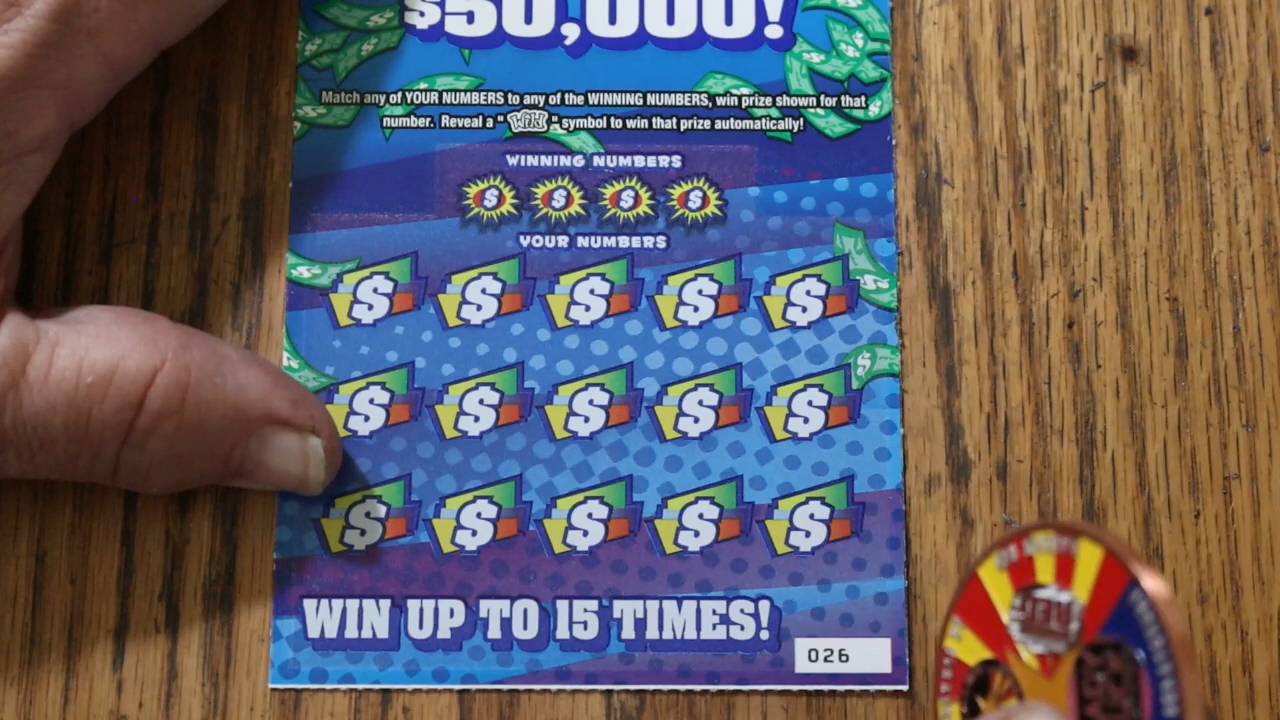 $50,000!
Match any of YOUR NUMBERS to any of the WINNING NUMBERS, win prize shown for that
number. Reveal a "Wild" symbol to win that prize automatically!
WINNING NUMBERS
$ $ $ $
YOUR NUMBERS
$ $ $ $ $
$ $ $ $ $
$ $ $ $ $
WIN UP TO 15 TIMES!
026